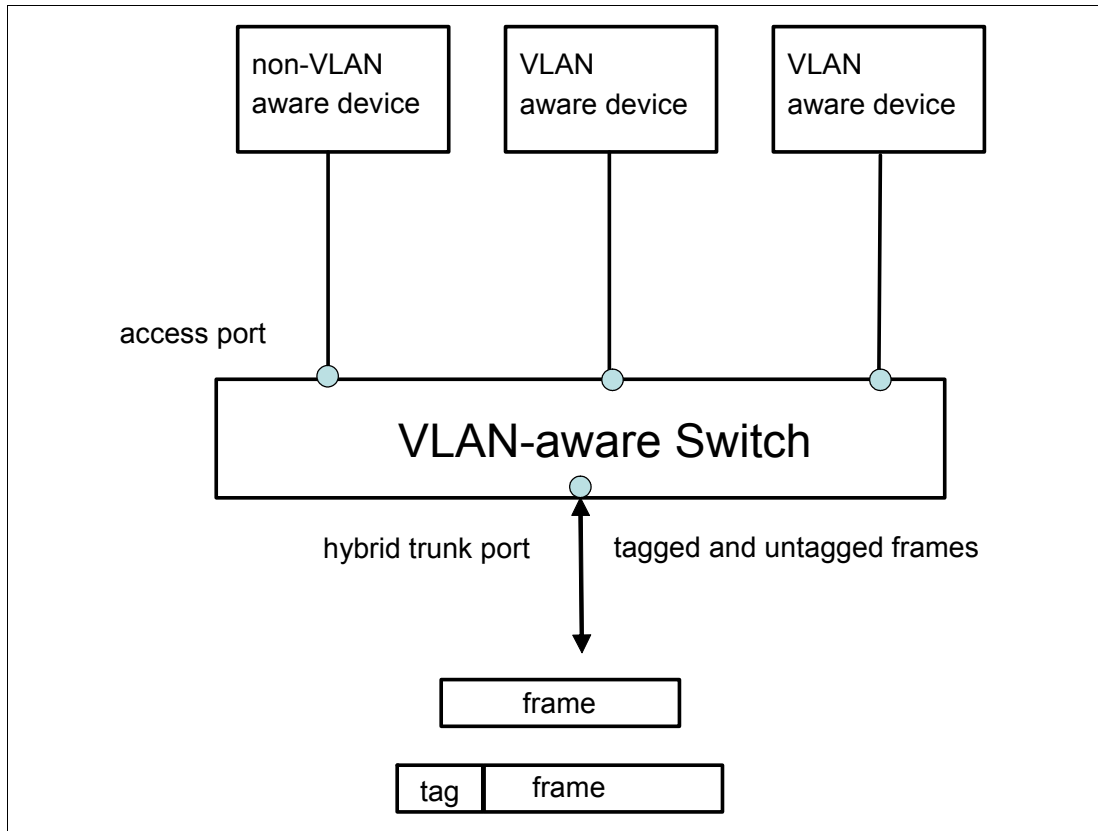 non-VLAN
aware device
VLAN
aware device
VLAN
aware device
access port
VLAN-aware Switch
hybrid trunk port
tagged and untagged frames
frame
tag
frame